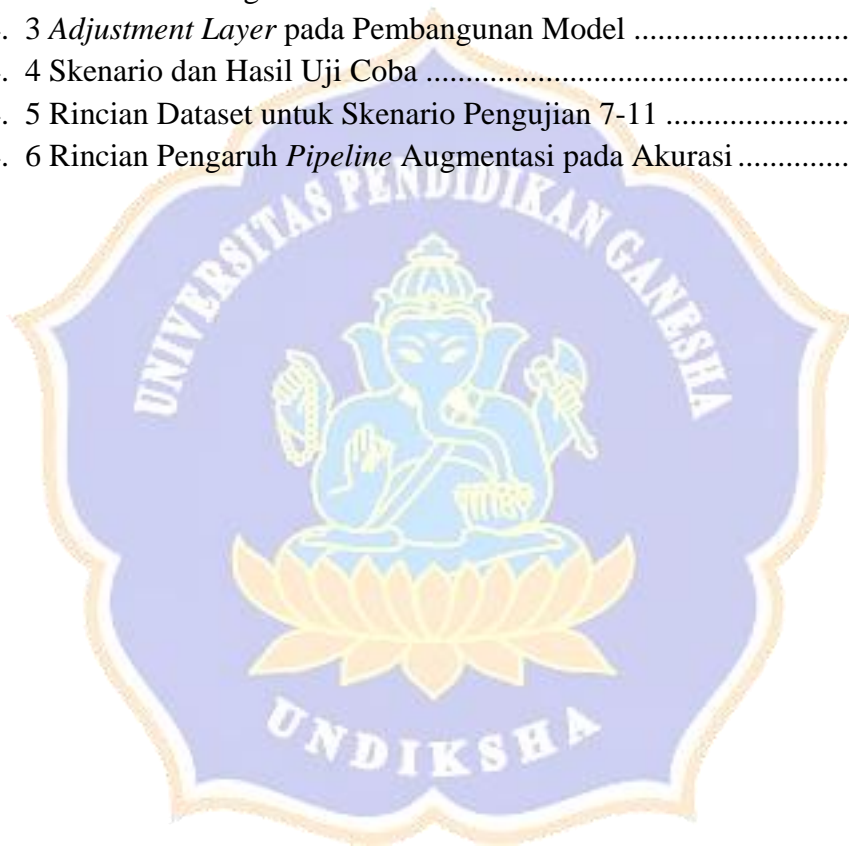 3 Adjustment Layer pada Pembangunan Model ..........................
4 Skenario dan Hasil Uji Coba .....................................................
5 Rincian Dataset untuk Skenario Pengujian 7-11 .......................
6 Rincian Pengaruh Pipeline Augmentasi pada Akurasi ..............
UNIVERSITAS PENDIDIKAN GANESHA
UNDIKSHA